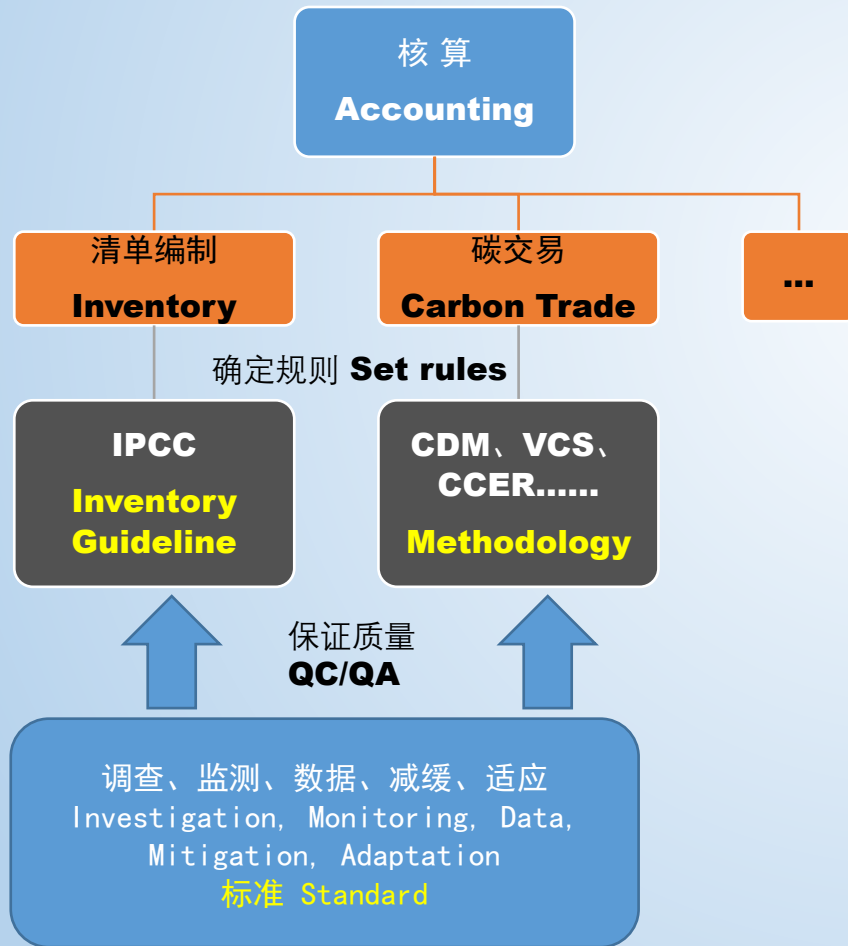 核 算
Accounting
清单编制
Inventory
碳交易
Carbon Trade
...
确定规则 Set rules
IPCC
Inventory
Guideline
CDM、VCS、
CCER......
Methodology
保证质量
QC/QA
调查、监测、数据、减缓、适应
Investigation, Monitoring, Data,
Mitigation, Adaptation
标准 Standard